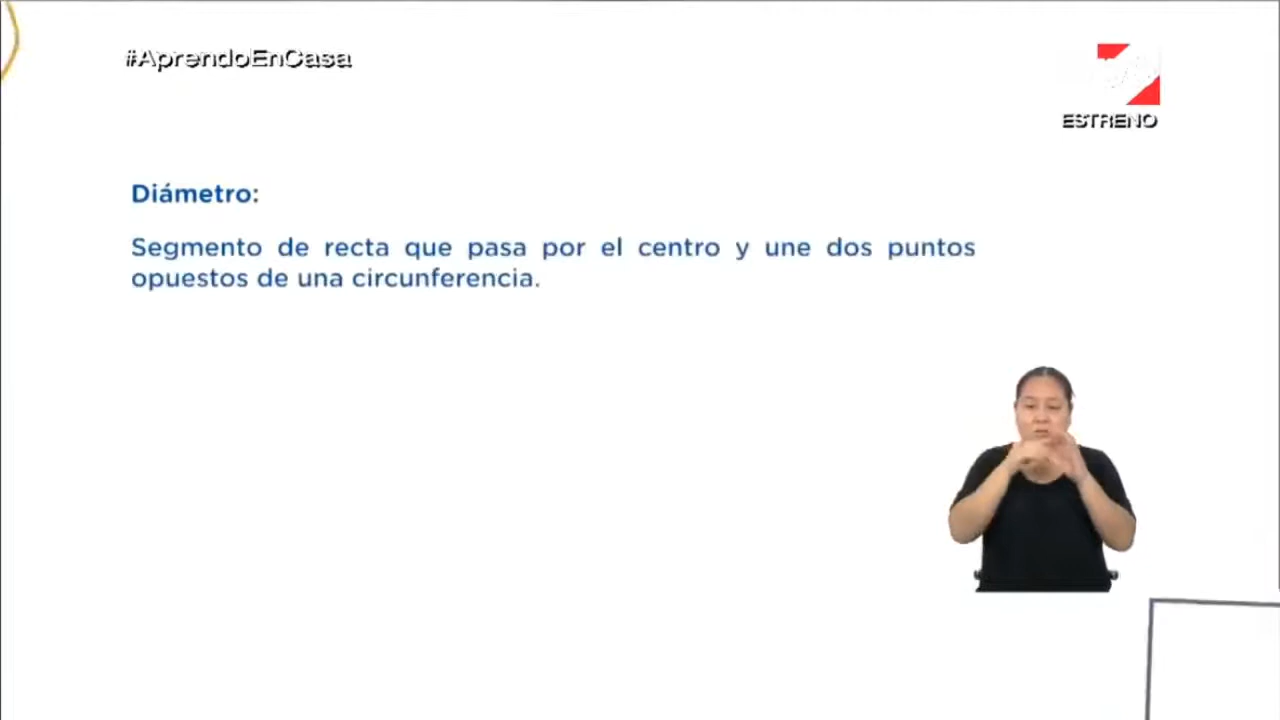 #AprendoEnCasa
ESTRENO
Diámetro:
Segmento de recta que pasa por el centro y une dos puntos
opuestos de una circunferencia.